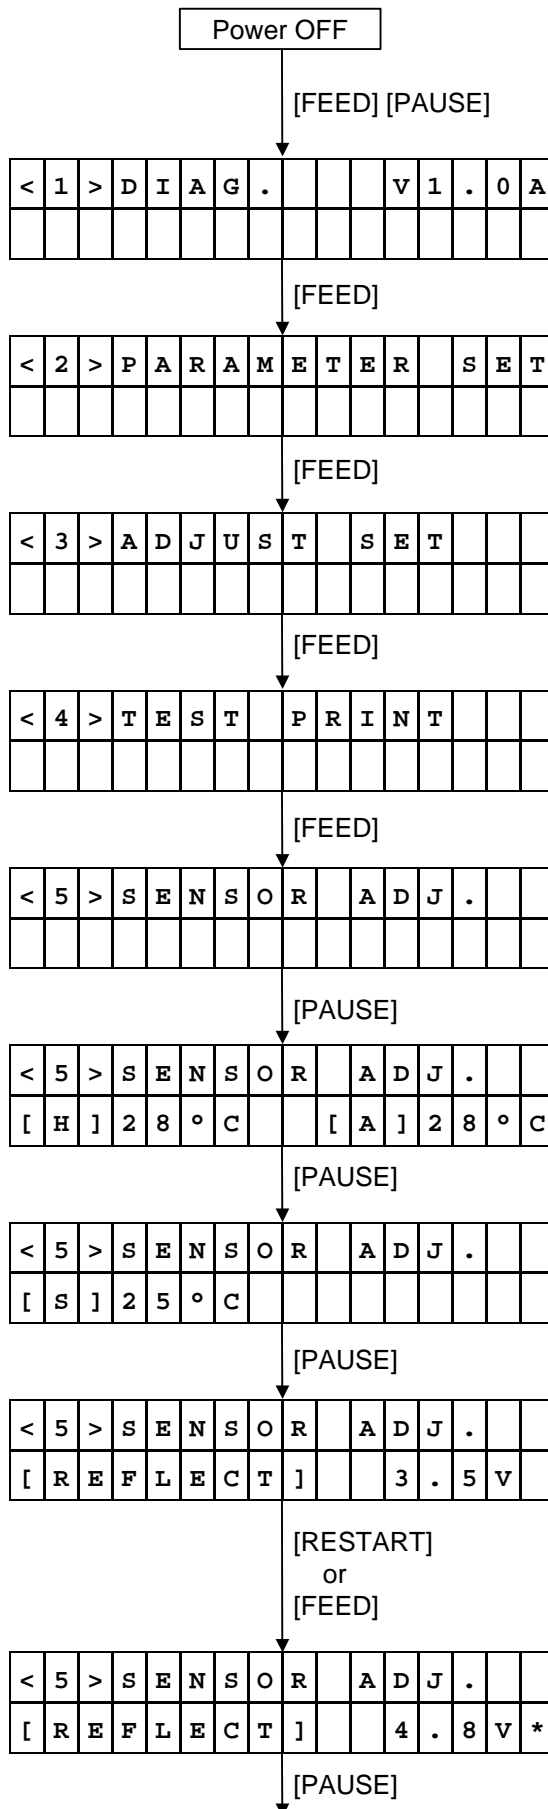 Power OFF
[FEED] [PAUSE]
<1>DIAG.   V1.0A
[FEED]
<2>PARAMETER SET
[FEED]
<3>ADJUST SET
[FEED]
<4>TEST PRINT
[FEED]
<5>SENSOR ADJ.
[PAUSE]
<5>SENSOR ADJ.
[H]28°C  [A]28°C
[PAUSE]
<5>SENSOR ADJ.
[S]25°C
[PAUSE]
<5>SENSOR ADJ.
[REFLECT]  3.5V
[RESTART]
or
[FEED]
<5>SENSOR ADJ.
[REFLECT]  4.8V*
[PAUSE]